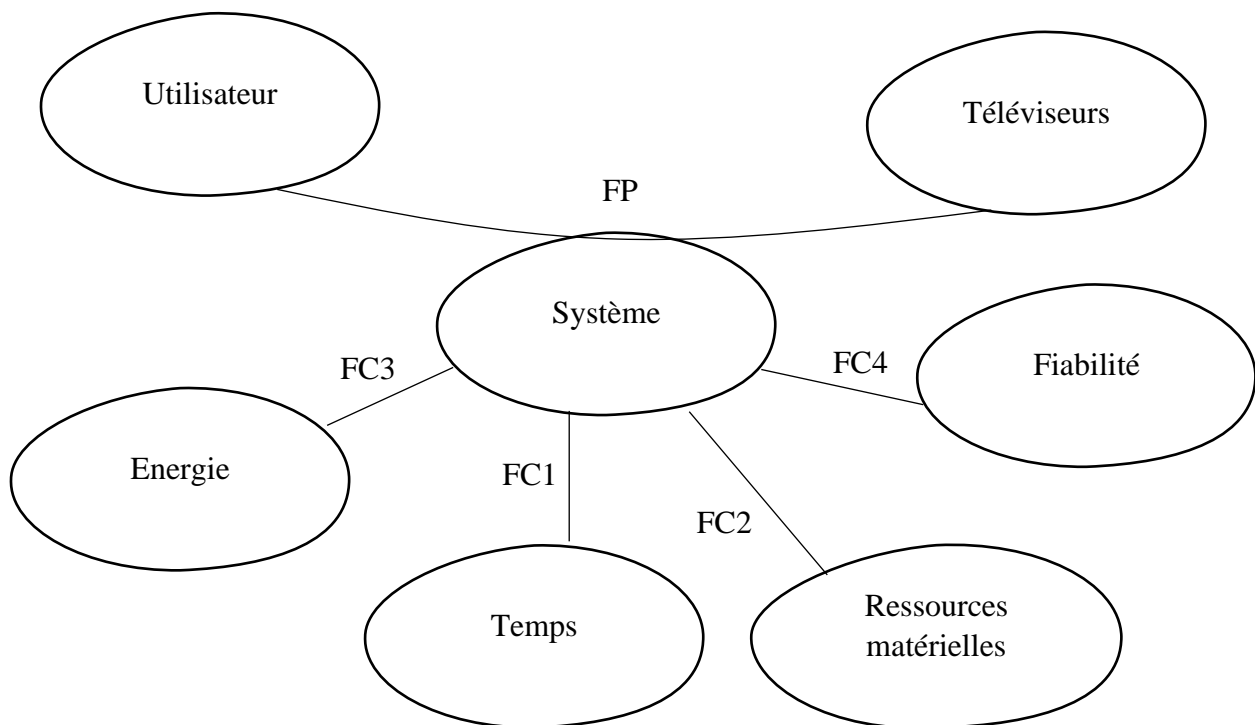 Utilisateur
Téléviseurs
FP
Système
FC3
FC4
Fiabilité
Energie
FC1
FC2
Temps
Ressources
matérielles